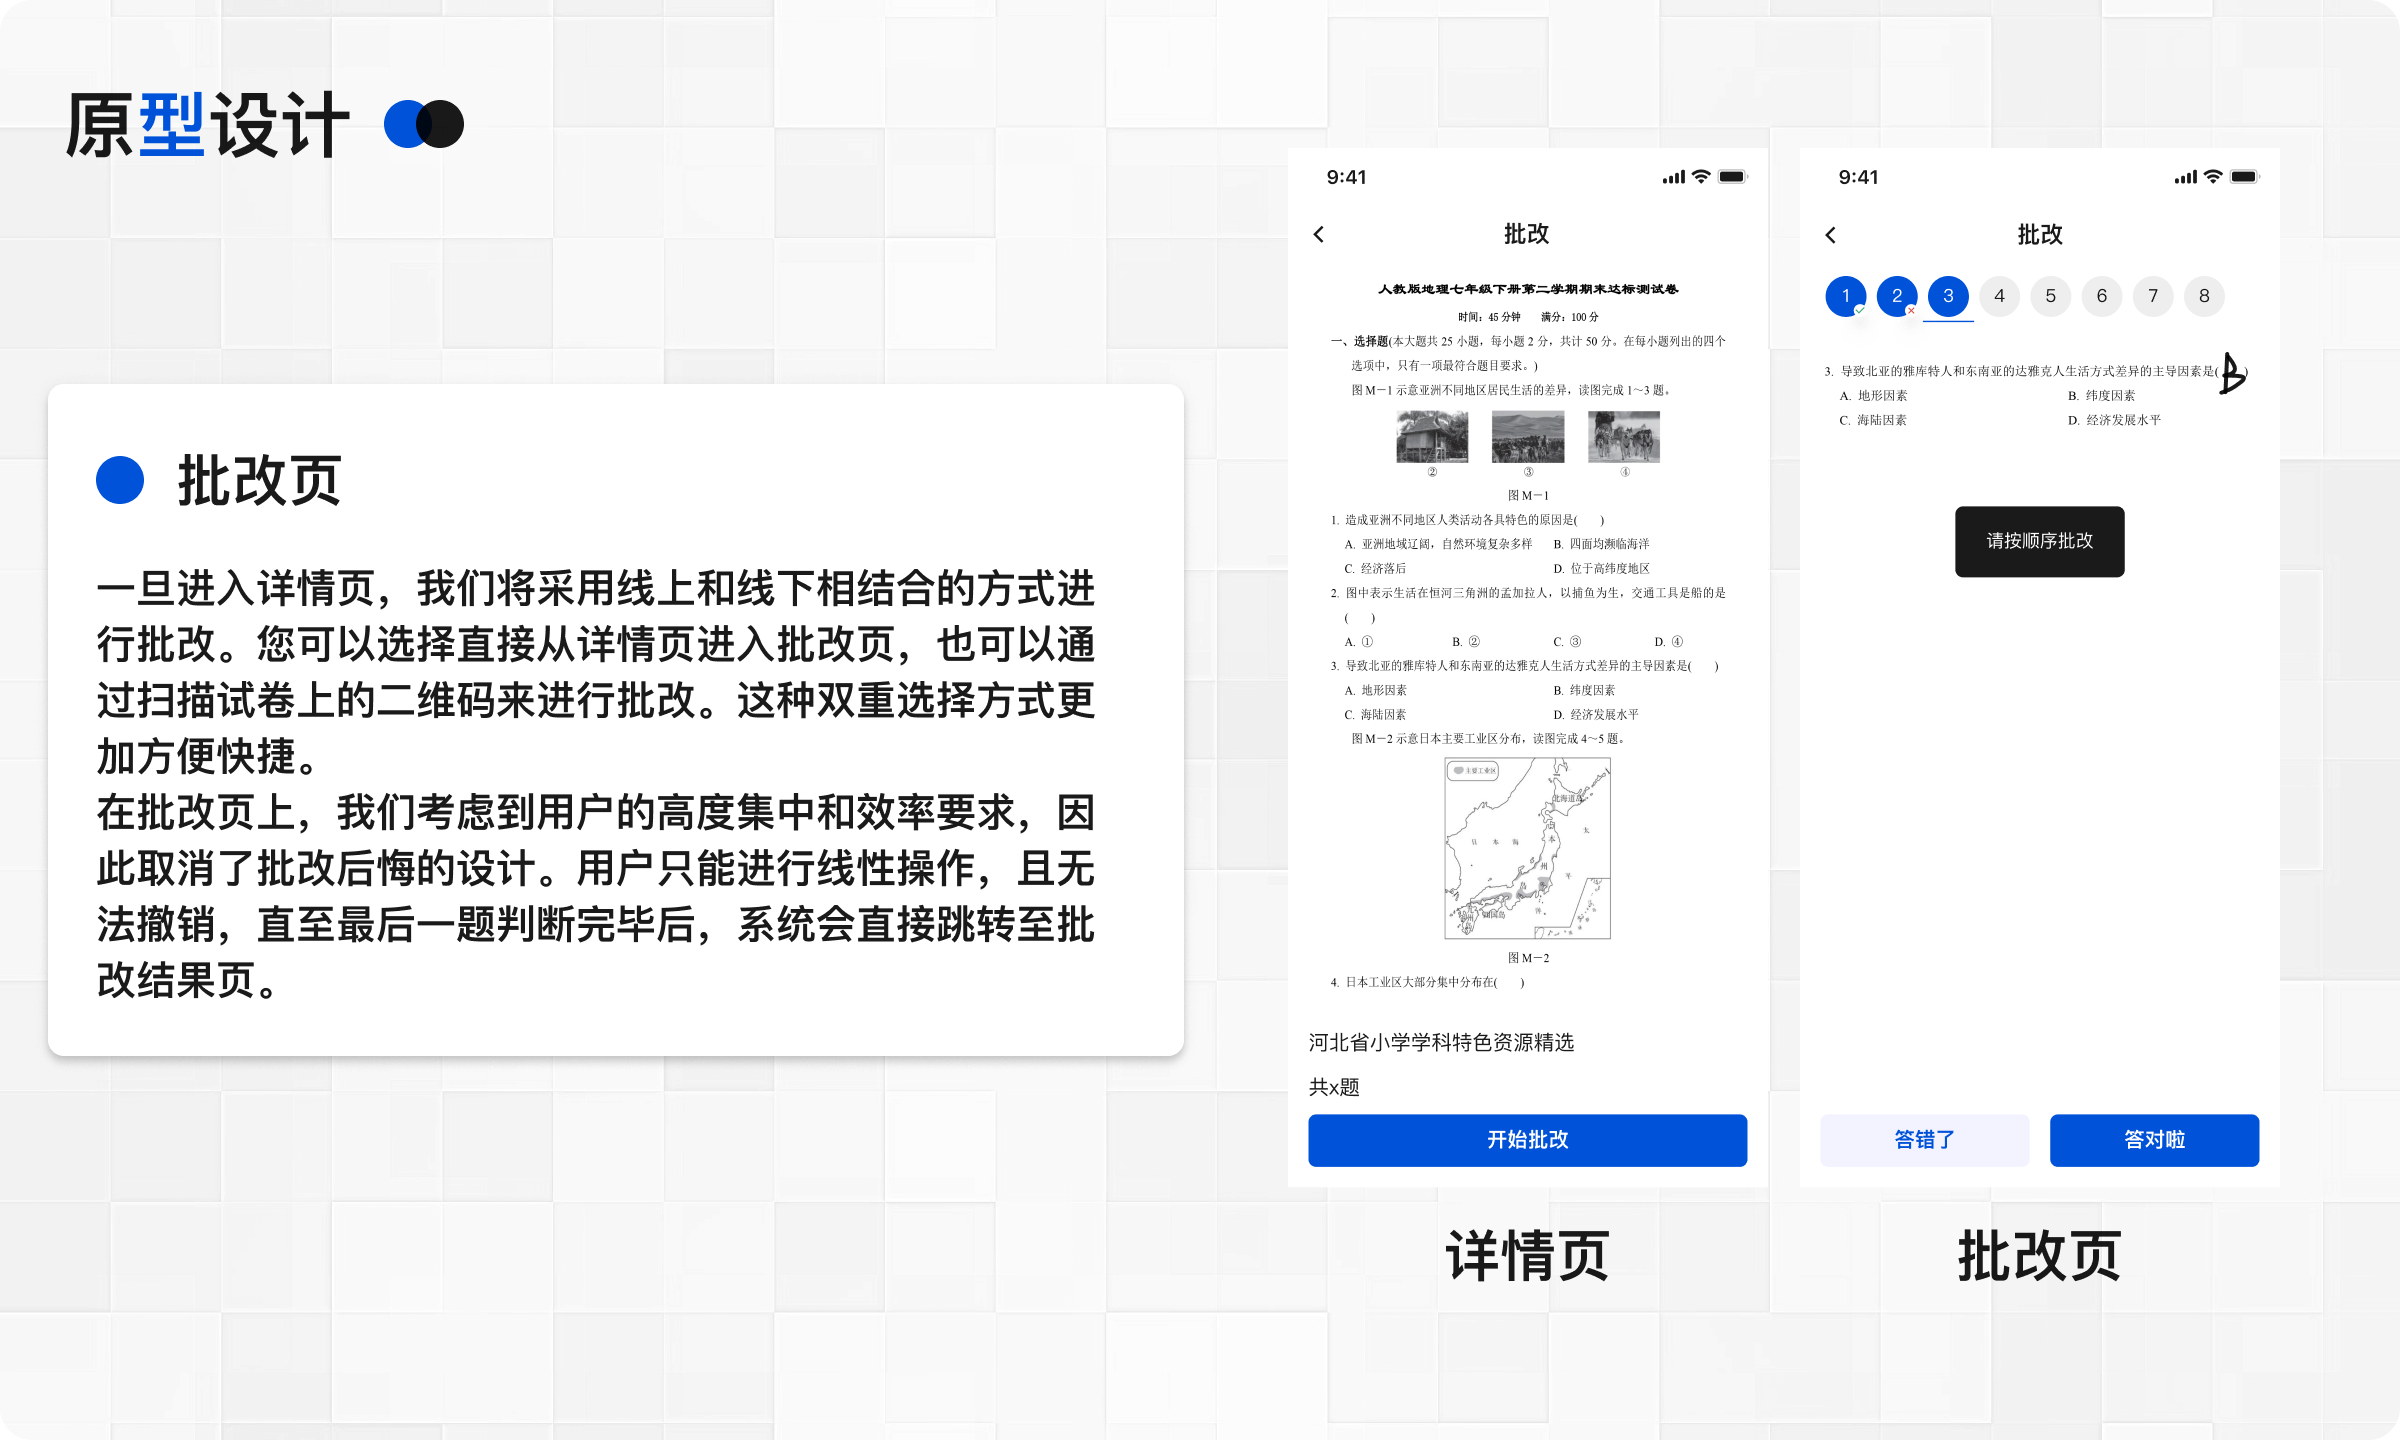 原型设计
批改页
一旦进入详情页，我们将采用线上和线下相结合的方式进
行批改。您可以选择直接从详情页进入批改页，也可以通
过扫描试卷上的二维码来进行批改。这种双重选择方式更
加方便快捷。
在批改页上，我们考虑到用户的高度集中和效率要求，因
此取消了批改后悔的设计。用户只能进行线性操作，且无
法撤销，直至最后一题判断完毕后，系统会直接跳转至批
改结果页。
9:41
批改
人教版地理七年级下册第二学期期末达标测试卷
时间：45 分钟  满分：100 分
一、选择题(本大题共 25 小题，每小题 2 分，共计 50 分。在每小题列出的四个
选项中，只有一项最符合题目要求。)
图 M－1 示意亚洲不同地区居民生活的差异，读图完成 1～3 题。
② ③ ④
图 M－1
1. 造成亚洲不同地区人类活动各具特色的原因是(  )
A. 亚洲地域辽阔，自然环境复杂多样 B. 四面均濒临海洋
C. 经济落后 D. 位于高纬度地区
2. 图中表示生活在恒河三角洲的孟加拉人，以捕鱼为生，交通工具是船的是
(  )
A. ① B. ② C. ③ D. ④
3. 导致北亚的雅库特人和东南亚的达雅克人生活方式差异的主导因素是(  )
A. 地形因素 B. 纬度因素
C. 海陆因素 D. 经济发展水平
图 M－2 示意日本主要工业区分布，读图完成 4～5 题。
主要工业区
北海道岛
日 本 海
本
州
太
平
洋
图 M－2
4. 日本工业区大部分集中分布在(  )
河北省小学学科特色资源精选
共x题
开始批改
详情页
9:41
批改
1 2 3 4 5 6 7 8
3. 导致北亚的雅库特人和东南亚的达雅克人生活方式差异的主导因素是( B )
A. 地形因素 B. 纬度因素
C. 海陆因素 D. 经济发展水平
请按顺序批改
答错了 答对啦
批改页